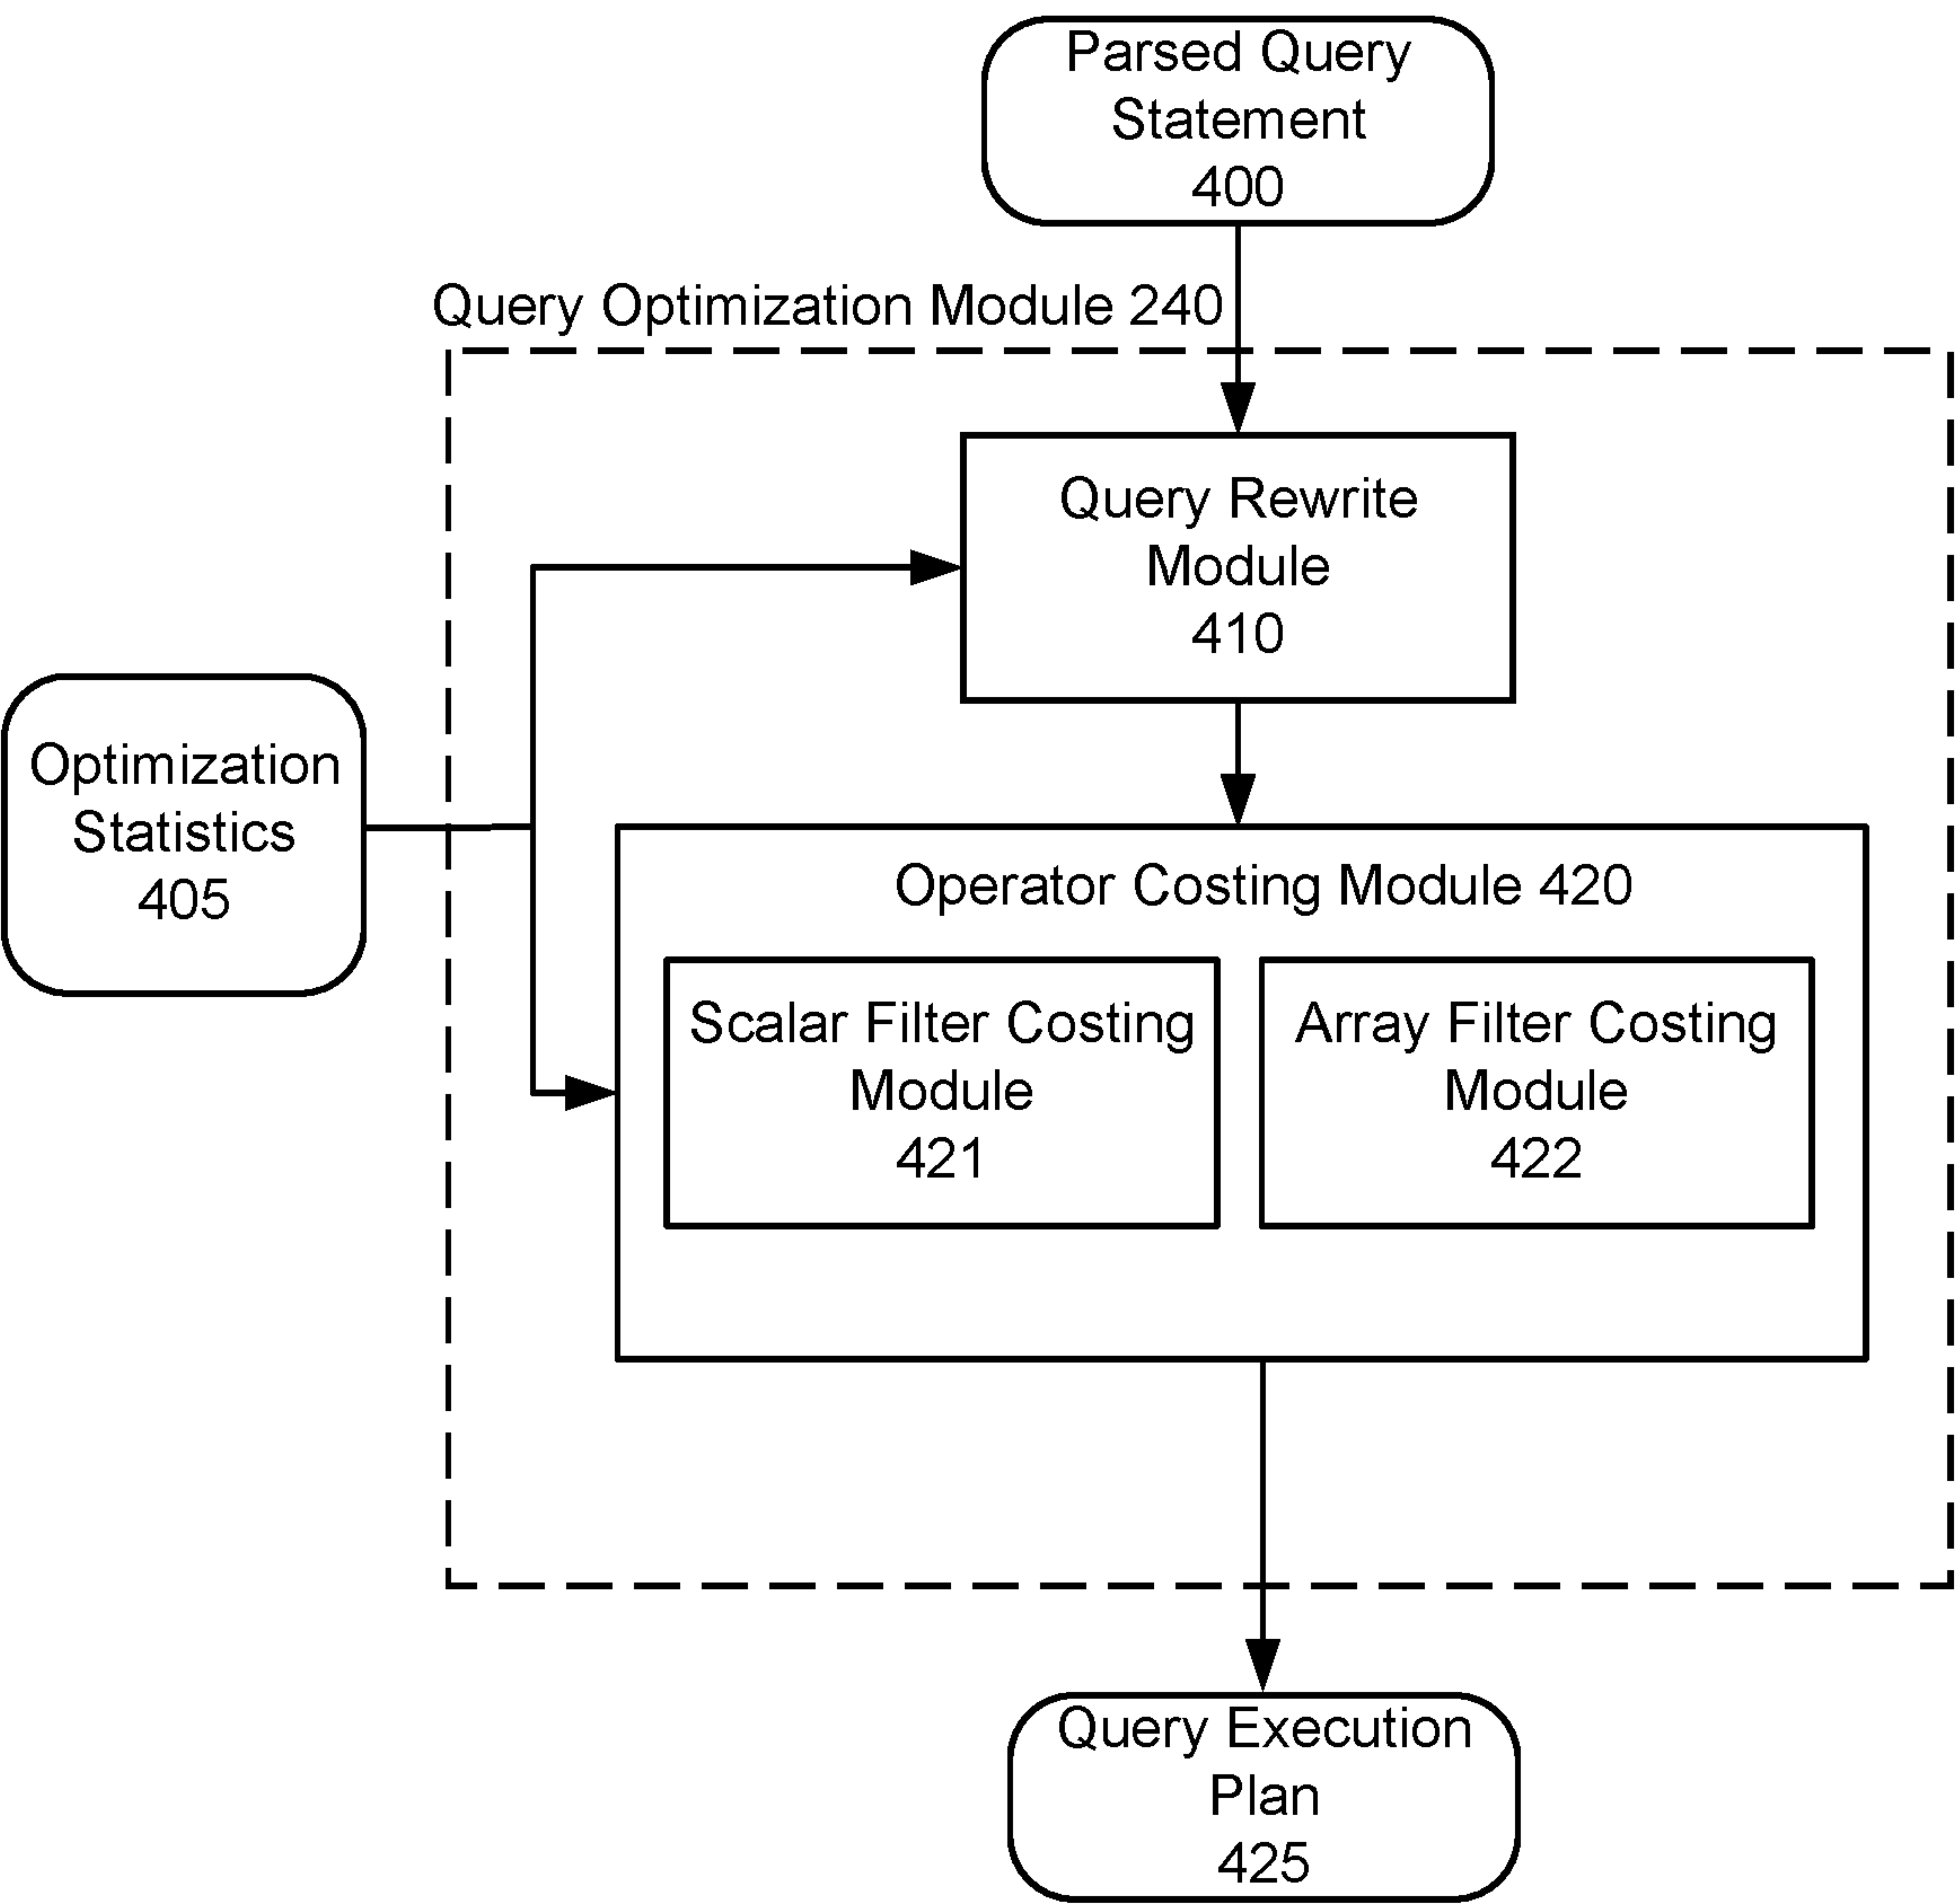 Parsed Query
Statement
400
Query Optimization Module 240
Query Rewrite
Module
410
Optimization
Statistics
405
Operator Costing Module 420
Scalar Filter Costing
Module
421
Array Filter Costing
Module
422
Query Execution
Plan
425